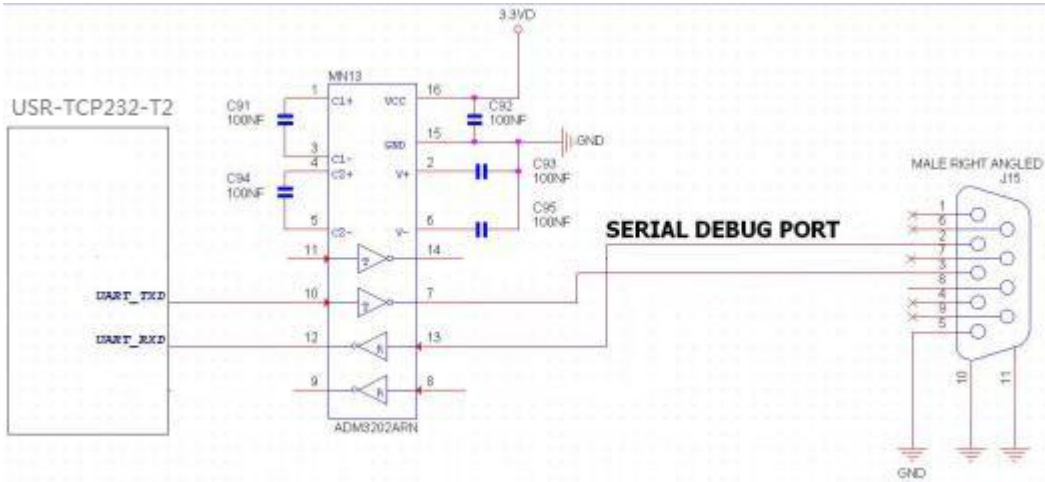 3.3VD
MN13
USR-TCP232-T2
C91
100NF
1
C1+
VCC
16
C92
100NF
3
C1-
GND
15
GND
4
C2+
V+
2
C93
100NF
C94
100NF
5
C2-
V-
6
C95
100NF
11
14
UART_TXD
10
7
UART_RXD
12
13
9
8
ADM3202ARN
SERIAL DEBUG PORT
MALE RIGHT ANGLED
J15
1
6
2
7
3
8
4
9
5
10
11
GND